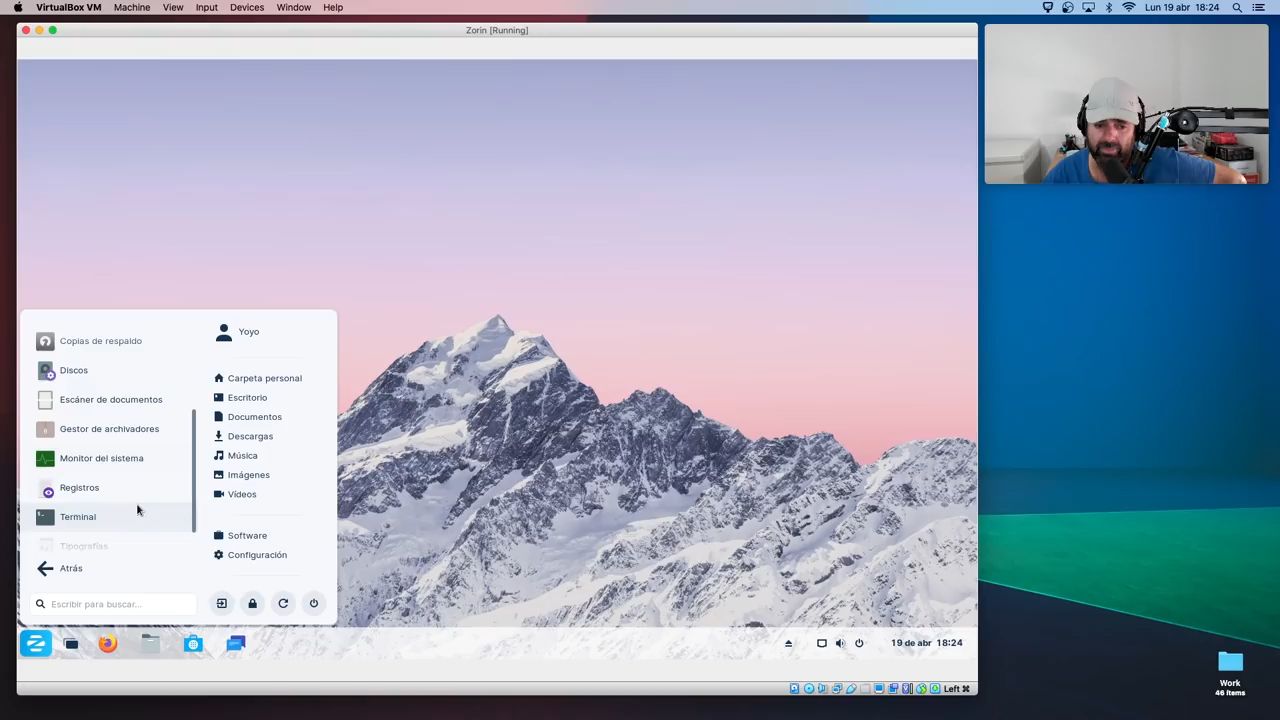 VirtualBox VM Machine View Input Devices Window Help Lun 19 abr 18:24
Zorin [Running]
Copias de respaldo
Discos
Escáner de documentos
Gestor de archivadores
Monitor del sistema
Registros
Terminal
Tipografías
Atrás
Escribir para buscar...
Yoyo
Carpeta personal
Escritorio
Documentos
Descargas
Música
Imágenes
Vídeos
Software
Configuración
19 de abr 18:24
Left ⌘
Work
46 items